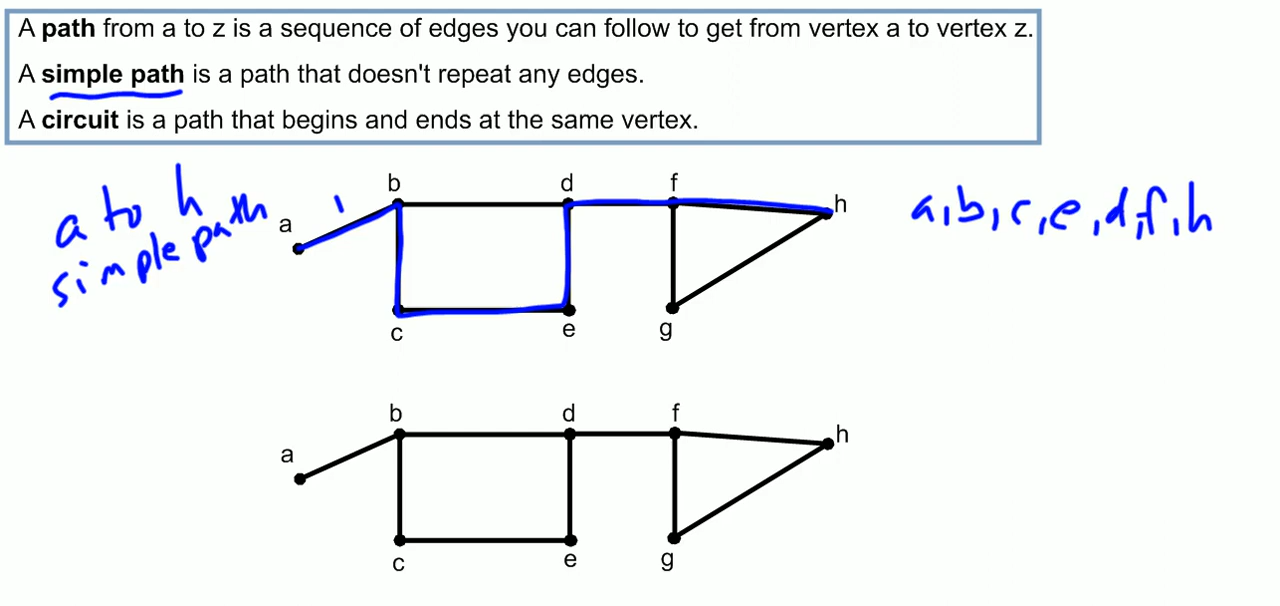 A path from a to z is a sequence of edges you can follow to get from vertex a to vertex z.
A simple path is a path that doesn't repeat any edges.
A circuit is a path that begins and ends at the same vertex.
a to h
simple path
b d f
a h
c e g
a,b,c,e,d,f,h
b d f
a h
c e g